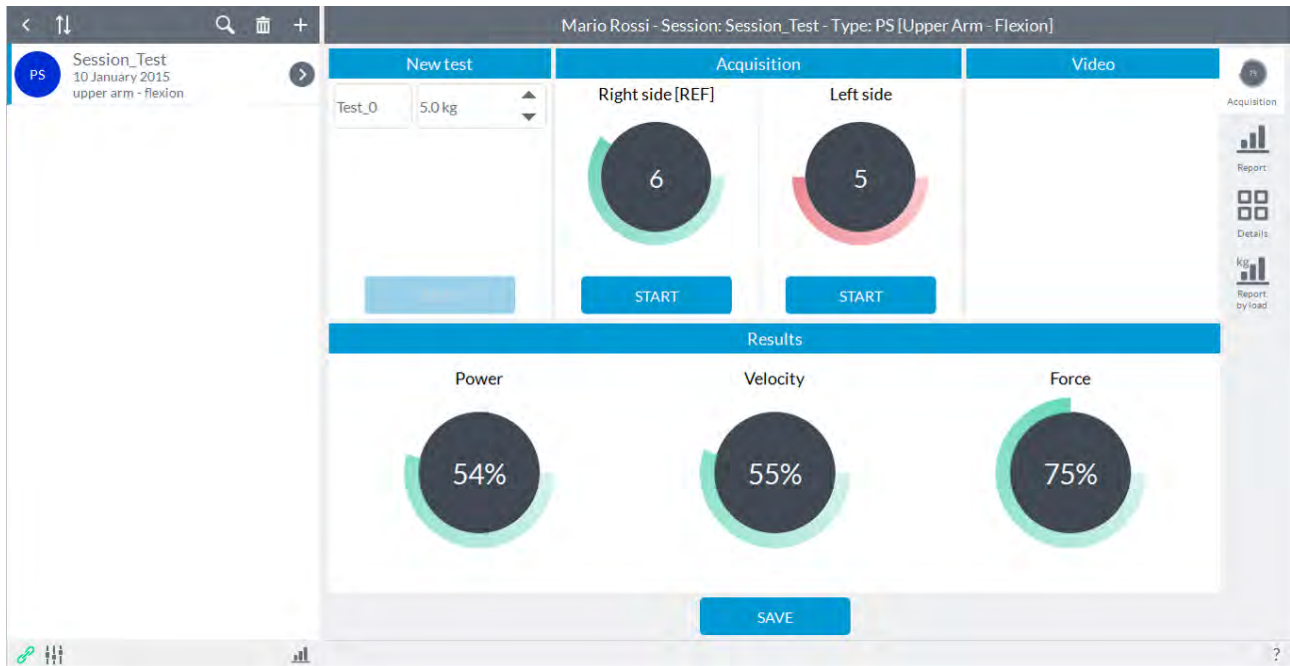 Mario Rossi - Session: Session_Test - Type: PS [Upper Arm - Flexion]
PS
Session_Test
10 January 2015
upper arm - flexion
New test
Test_0
5.0 kg
Acquisition
Right side [REF]
Left side
6
5
START
START
Video
Results
Power
Velocity
Force
54%
55%
75%
SAVE
Acquisition
Report
Details
kg
Report
by load
?